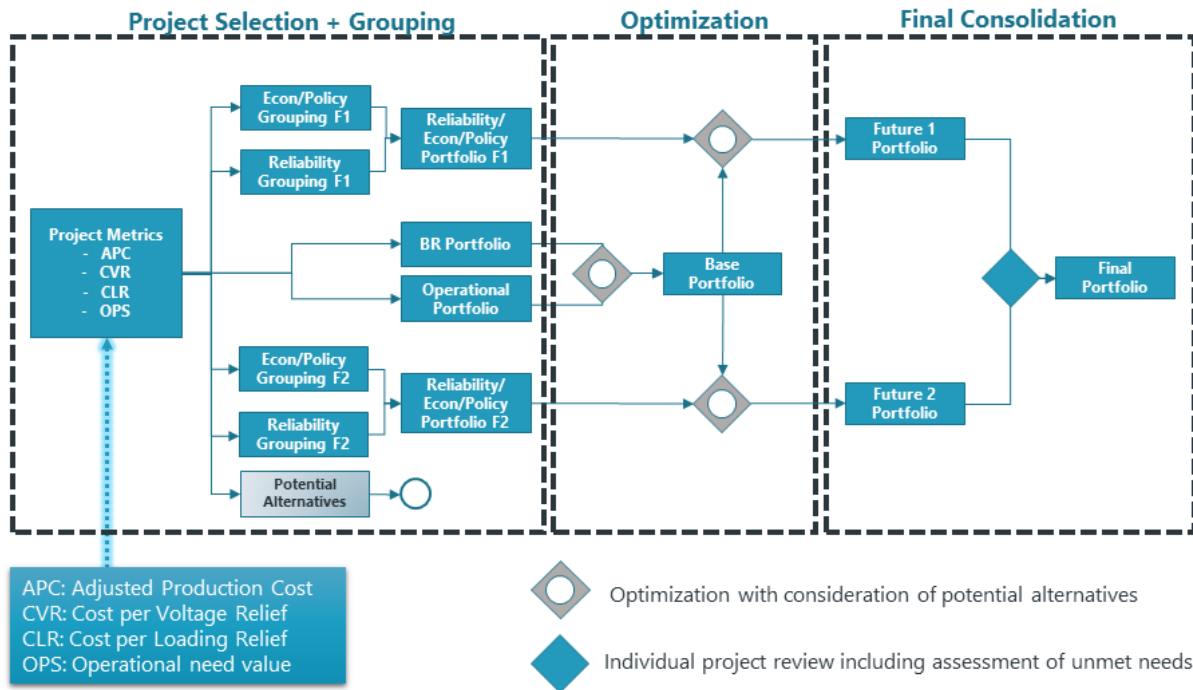 Project Selection + Grouping
Optimization
Final Consolidation
Project Metrics
- APC
- CVR
- CLR
- OPS
Econ/Policy
Grouping F1
Reliability
Grouping F1
Reliability/
Econ/Policy
Portfolio F1
BR Portfolio
Operational
Portfolio
Econ/Policy
Grouping F2
Reliability
Grouping F2
Reliability/
Econ/Policy
Portfolio F2
Potential
Alternatives
Base
Portfolio
Future 1
Portfolio
Future 2
Portfolio
Final
Portfolio
APC: Adjusted Production Cost
CVR: Cost per Voltage Relief
CLR: Cost per Loading Relief
OPS: Operational need value
Optimization with consideration of potential alternatives
Individual project review including assessment of unmet needs